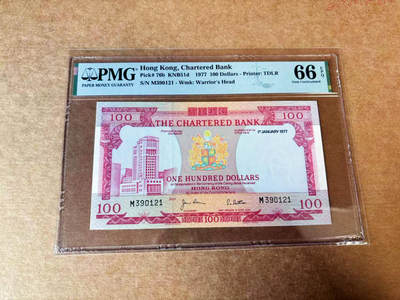 PMG
PAPER MONEY GUARANTY
Hong Kong, Chartered Bank
Pick# 76b KNB51d 1977 100 Dollars - Printer: TDLR
S/N M390121 - Wmk: Warrior's Head
66 EPQ
Gem Uncirculated
100
THE CHARTERED BANK
100
1ST JANUARY 1977
ONE HUNDRED DOLLARS
HONG KONG
M390121
M390121
100
100
100